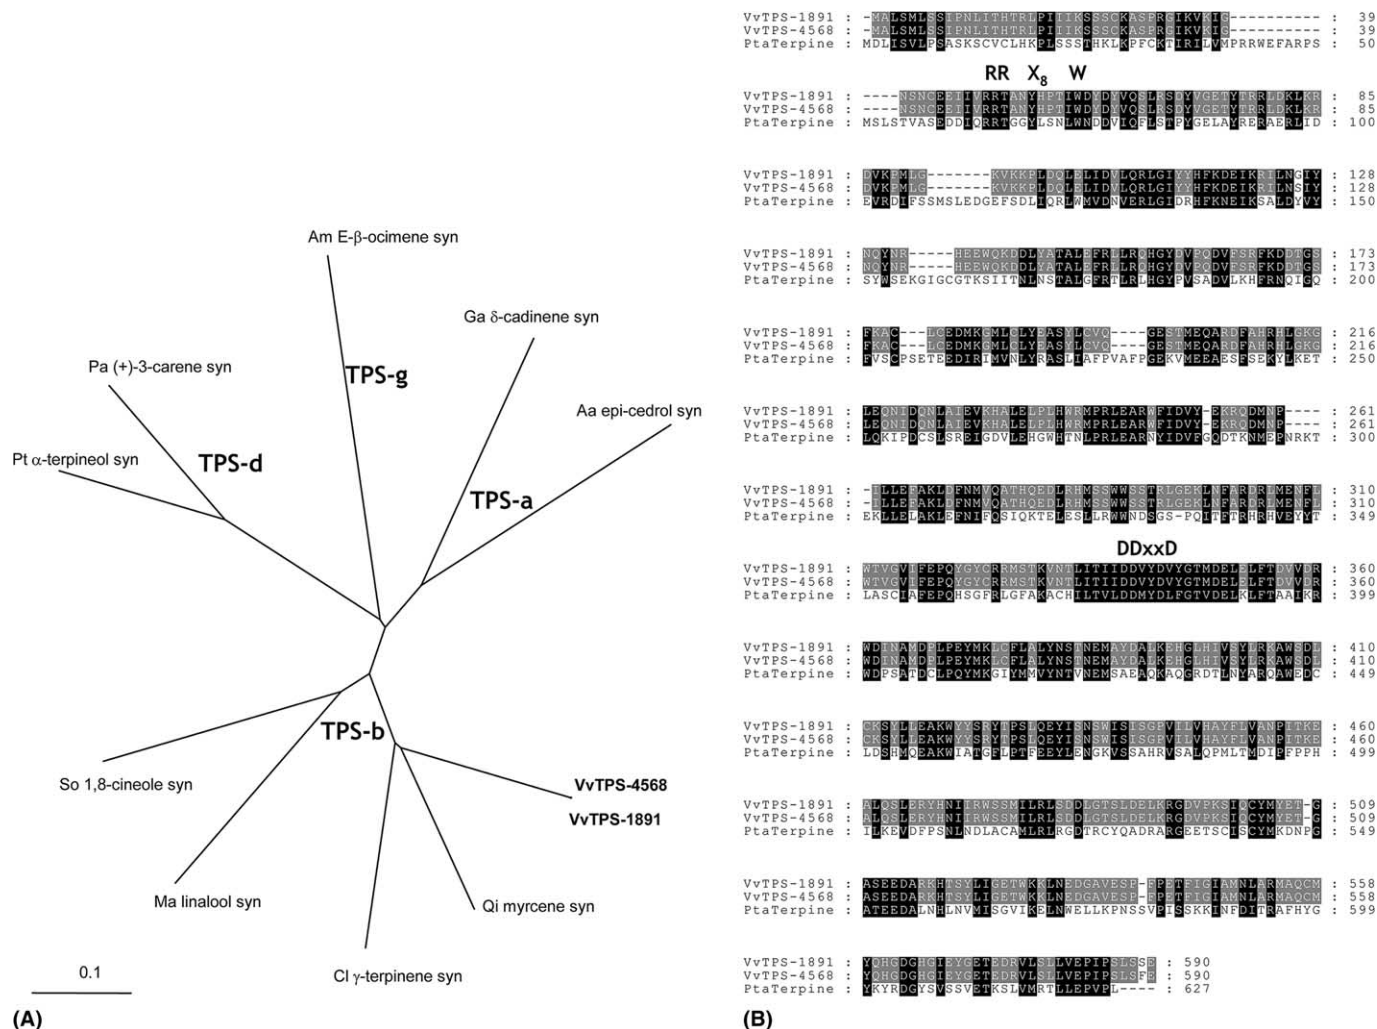 Am E-β-ocimene syn
Ga δ-cadinene syn
Pa (+)-3-carene syn
TPS-g
Aa epi-cedrol syn
Pt α-terpineol syn
TPS-d
TPS-a
TPS-b
So 1,8-cineole syn
VvTPS-4568
VvTPS-1891
Ma linalool syn
Qi myrcene syn
Cl γ-terpinene syn
0.1
(A)
VvTPS-1891 : -MALSMLSSIPNLITHTRLPIIIKSSSCKASPRGIKVKIG---------- : 39
VvTPS-4568 : -MALSMLSSIPNLITHTRLPIIIKSSSCKASPRGIKVKIG---------- : 39
PtaTerpine : MDLISVLPSASKSCVCLHKPLSSSTHKLKPFCKTIRILVMPRRWEFARPS : 50
RR X8 W
VvTPS-1891 : ----NSNCEEIIVRRTANYHPTIWDYDYVQSLRSDYVGETYTRRLDKLKR : 85
VvTPS-4568 : ----NSNCEEIIVRRTANYHPTIWDYDYVQSLRSDYVGETYTRRLDKLKR : 85
PtaTerpine : MSLSTVASEDDIQRRTGGYLSNLWNDDVIQFLSTPYGELAYRERAERLID : 100
VvTPS-1891 : DVKPMLG-------KVKKPLDQLELIDVLQRLGIYYHFKDEIKRILNGIY : 128
VvTPS-4568 : DVKPMLG-------KVKKPLDQLELIDVLQRLGIYYHFKDEIKRILNSIY : 128
PtaTerpine : EVRDIFSSMSLEDGEFSDLIQRLWMVDNVERLGIDRHFKNEIKSALDYVY : 150
VvTPS-1891 : NQYNR-----HEEWQKDDLYATALEFRLLRQHGYDVPQDVFSRFKDDTGS : 173
VvTPS-4568 : NQYNR-----HEEWQKDDLYATALEFRLLRQHGYDVPQDVFSRFKDDTGS : 173
PtaTerpine : SYWSEKGIGCGTKSIITNLNSTALGFRTLRLHGYPVSADVLKHFRNQIGQ : 200
VvTPS-1891 : FKAC---LCEDMKGMLCLYEASYLCVQ----GESTMEQARDFAHRHLGKG : 216
VvTPS-4568 : FKAC---LCEDMKGMLCLYEASYLCVQ----GESTMEQARDFAHRHLGKG : 216
PtaTerpine : FVSCPSETEEDIRIMVNLYRASLIAFPVAFPGEKVMEEAESFSEKYLKET : 250
VvTPS-1891 : LEQNIDQNLAIEVKHALELPLHWRMPRLEARWFIDVY-EKRQDMNP---- : 261
VvTPS-4568 : LEQNIDQNLAIEVKHALELPLHWRMPRLEARWFIDVY-EKRQDMNP---- : 261
PtaTerpine : LQKIPDCSLSREIGDVLEHGWHTNLPRLEARNYIDVFGQDTKNMEPNRKT : 300
VvTPS-1891 : -ILLEFAKLDFNMVQATHQEDLRHMSSWWSSTRLGEKLNFARDRLMENFL : 310
VvTPS-4568 : -ILLEFAKLDFNMVQATHQEDLRHMSSWWSSTRLGEKLNFARDRLMENFL : 310
PtaTerpine : EKLLELAKLEFNIFQSIQKTELESLLRWWNDSGS-PQITFTRHRHVEYYT : 349
DDxxD
VvTPS-1891 : WTVGVIFEPQYGYCRRMSTKVNTLITIIDDVYDVYGTMDELELFTDVVDR : 360
VvTPS-4568 : WTVGVIFEPQYGYCRRMSTKVNTLITIIDDVYDVYGTMDELELFTDVVDR : 360
PtaTerpine : LASCIAFEPQHSGFRLGFAKACHILTVLDDMYDLFGTVDELKLFTAAIKR : 399
VvTPS-1891 : WDINAMDPLPEYMKLCFLALYNSTNEMAYDALKEHGLHIVSYLRKAWSDL : 410
VvTPS-4568 : WDINAMDPLPEYMKLCFLALYNSTNEMAYDALKEHGLHIVSYLRKAWSDL : 410
PtaTerpine : WDPSATDCLPQYMKGIYMMVYNTVNEMSAEAQKAQGRDTLNYARQAWEDC : 449
VvTPS-1891 : CKSYLLEAKWYYSRYTPSLQEYISNSWISISGPVILVHAYFLVANPITKE : 460
VvTPS-4568 : CKSYLLEAKWYYSRYTPSLQEYISNSWISISGPVILVHAYFLVANPITKE : 460
PtaTerpine : LDSHMQEAKWIATGFLPTFEEYLENGKVSSAHRVSALQPMLTMDIPFPPH : 499
VvTPS-1891 : ALQSLERYHNIIRWSSMILRLSDDLGTSLDELKRGDVPKSIQCYMYET-G : 509
VvTPS-4568 : ALQSLERYHNIIRWSSMILRLSDDLGTSLDELKRGDVPKSIQCYMYET-G : 509
PtaTerpine : ILKEVDFPSNLNDLACAMLRLRGDTRCYQADRARGEETSCISCYMKDNPG : 549
VvTPS-1891 : ASEEDARKHTSYLIGETWKKLNEDGAVESP-FPETFIGIAMNLARMAQCM : 558
VvTPS-4568 : ASEEDARKHTSYLIGETWKKLNEDGAVESP-FPETFIGIAMNLARMAQCM : 558
PtaTerpine : ATEEDALNHLNVMISGVIKELNWELLKPNSSVPISSKKINFDITRAFHYG : 599
VvTPS-1891 : YQHGDGHGIEYGETEDRVLSLLVEPIPSLSSE : 590
VvTPS-4568 : YQHGDGHGIEYGETEDRVLSLLVEPIPSLSFE : 590
PtaTerpine : YKYRDGYSVSSVETKSLVMRTLLEPVPL---- : 627
(B)